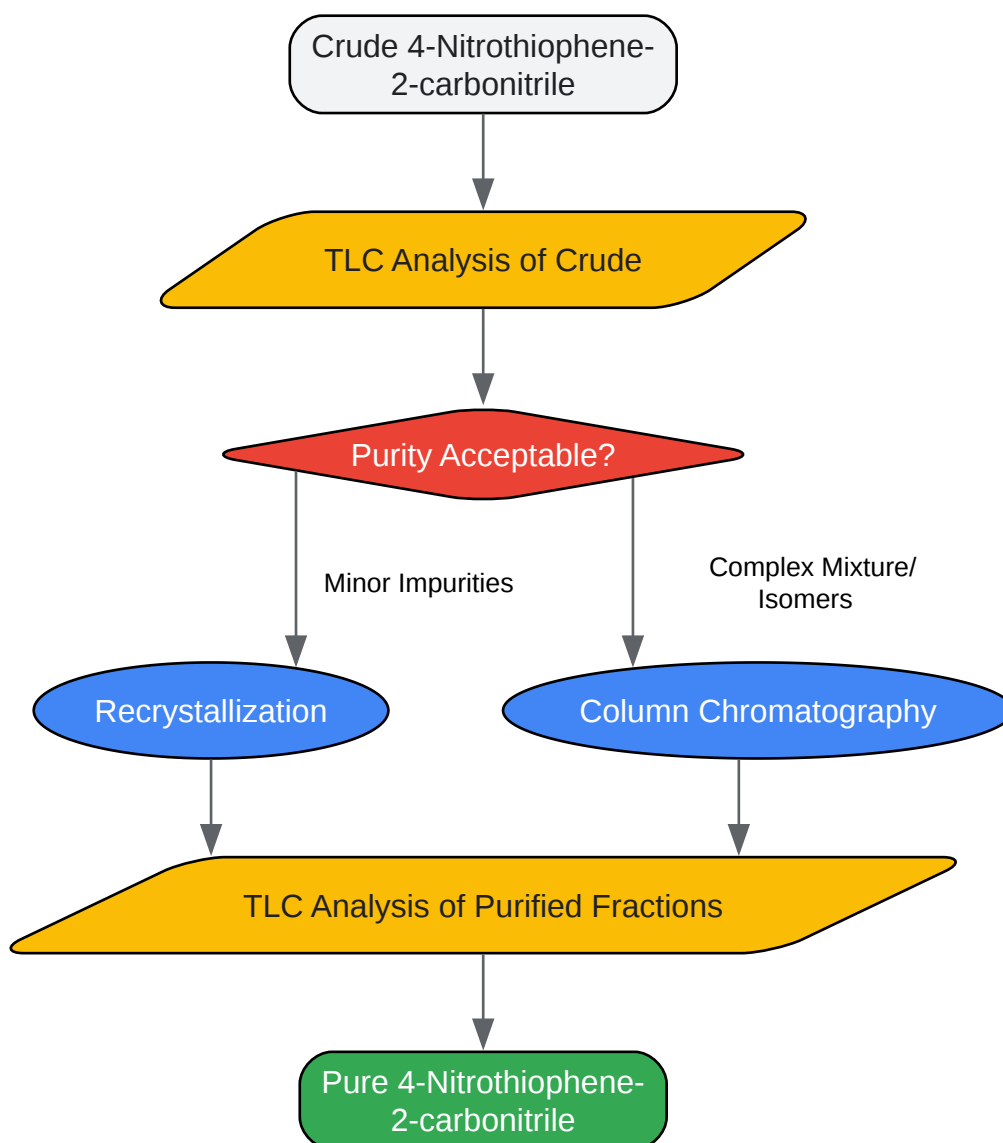 Crude 4-Nitrothiophene-
2-carbonitrile
TLC Analysis of Crude
Purity Acceptable?
Minor Impurities
Complex Mixture/
Isomers
Recrystallization
Column Chromatography
TLC Analysis of Purified Fractions
Pure 4-Nitrothiophene-
2-carbonitrile